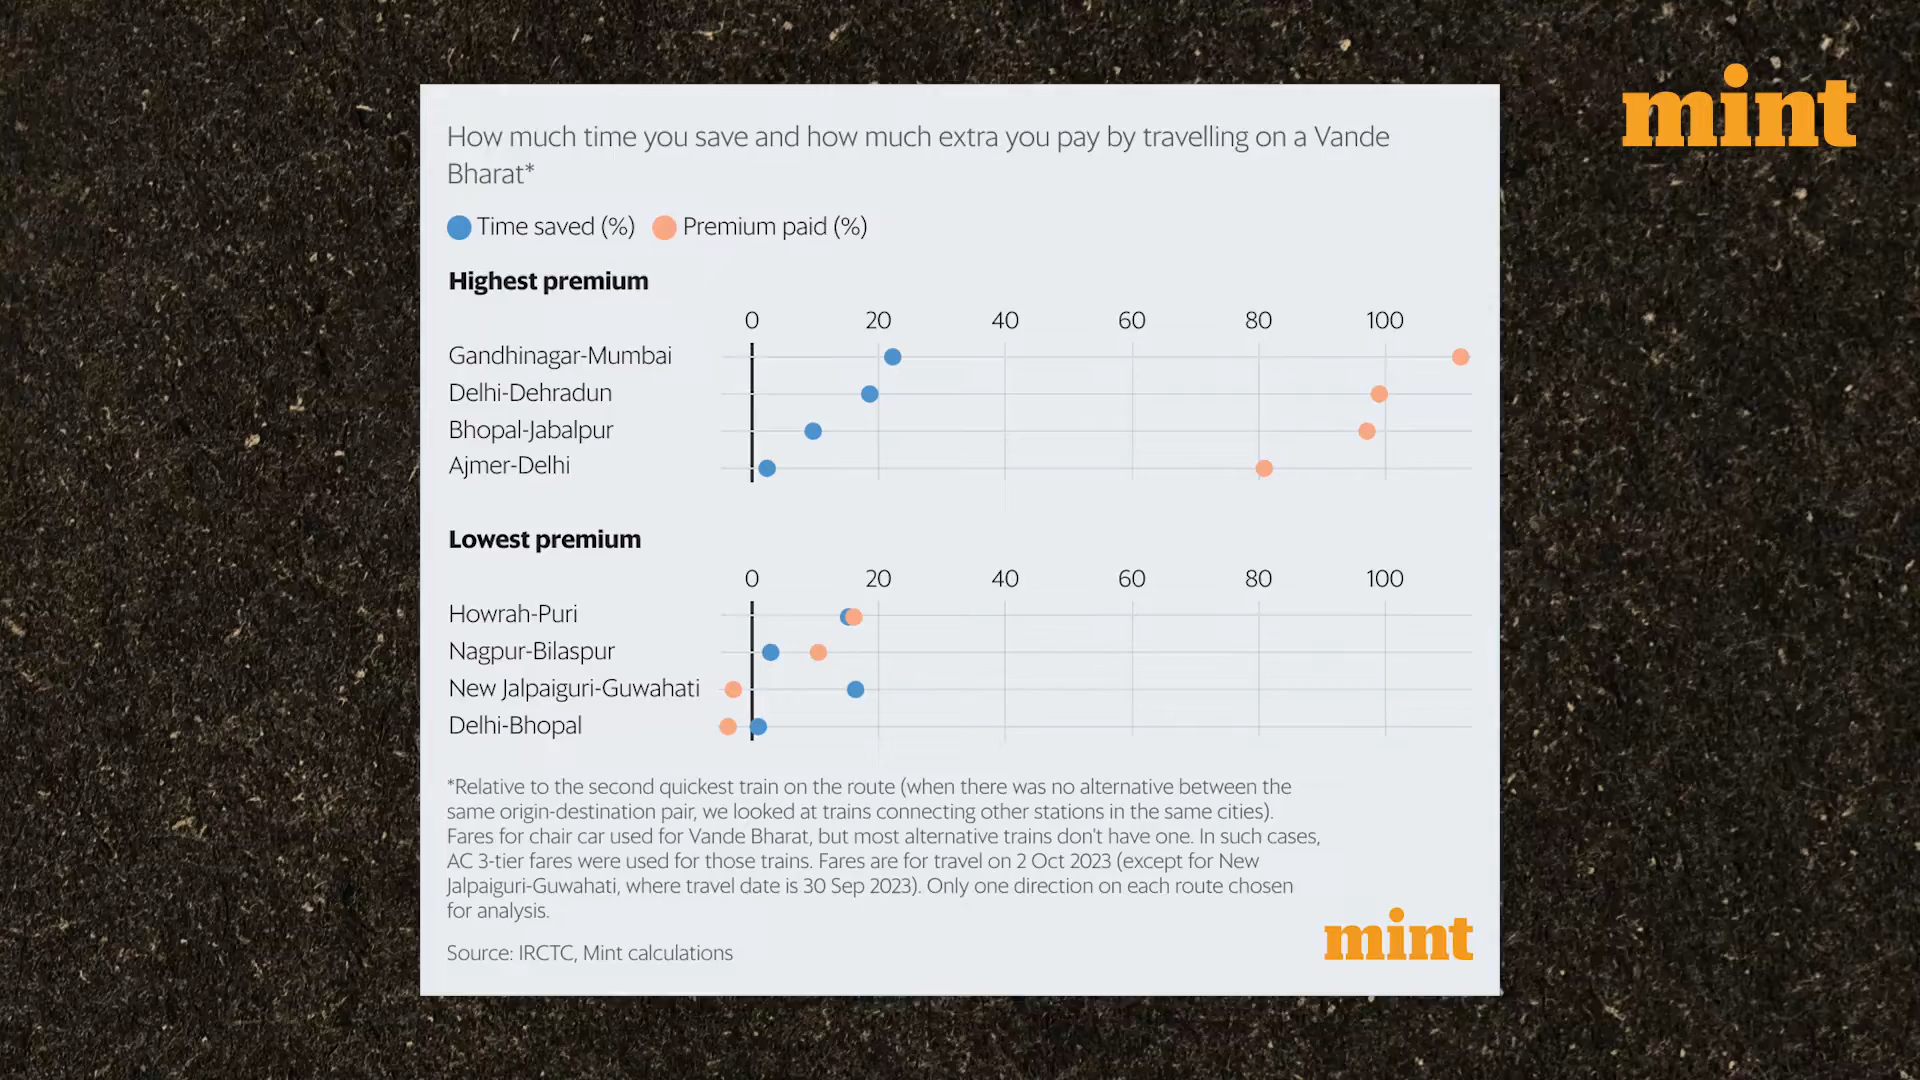 mint
How much time you save and how much extra you pay by travelling on a Vande
Bharat*
Time saved (%) Premium paid (%)
Highest premium
0 20 40 60 80 100
Gandhinagar-Mumbai
Delhi-Dehradun
Bhopal-Jabalpur
Ajmer-Delhi
Lowest premium
0 20 40 60 80 100
Howrah-Puri
Nagpur-Bilaspur
New Jalpaiguri-Guwahati
Delhi-Bhopal
*Relative to the second quickest train on the route (when there was no alternative between the
same origin-destination pair, we looked at trains connecting other stations in the same cities).
Fares for chair car used for Vande Bharat, but most alternative trains don't have one. In such cases,
AC 3-tier fares were used for those trains. Fares are for travel on 2 Oct 2023 (except for New
Jalpaiguri-Guwahati, where travel date is 30 Sep 2023). Only one direction on each route chosen
for analysis.
mint
Source: IRCTC, Mint calculations